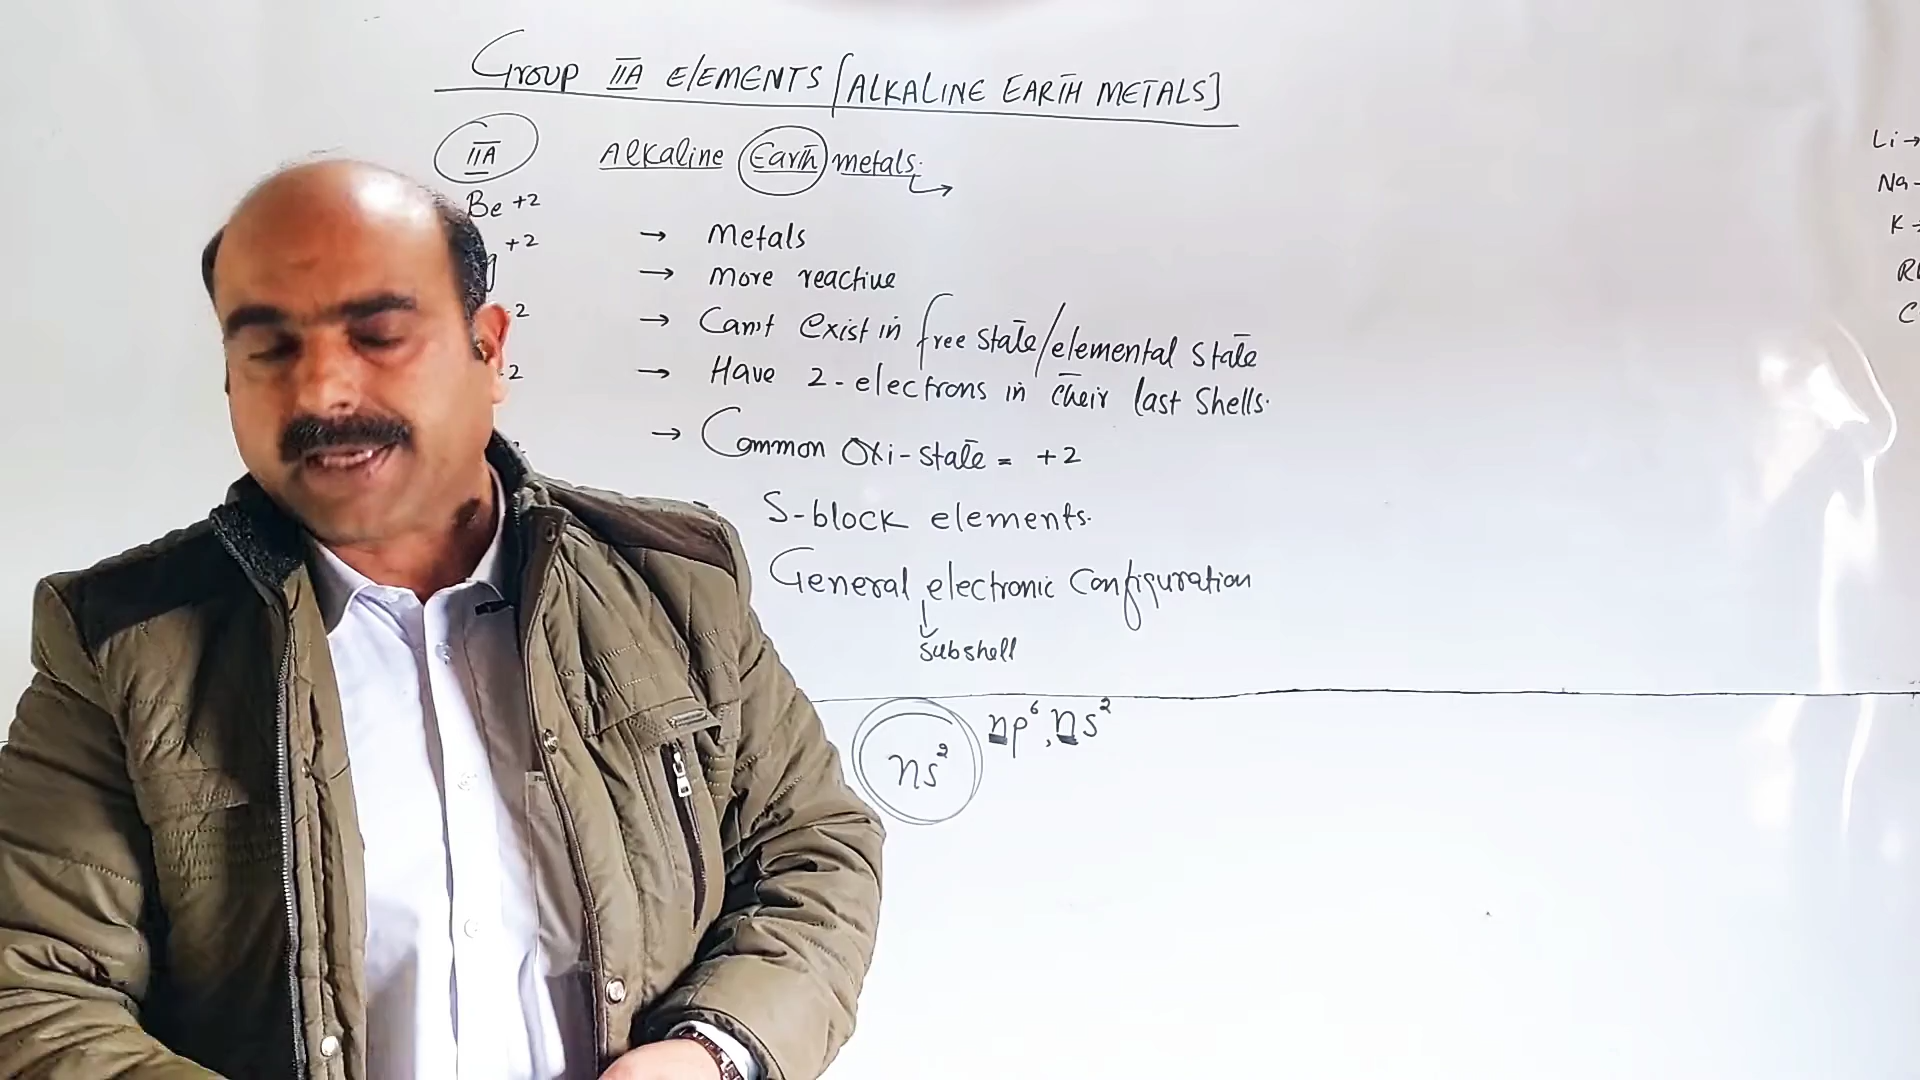 Group IIA ElEMENTS [ALKALINE EARTH METALS]
IIA
Alkaline Earth metals.
Be +2
g +2
→ Metals
→ More reactive
2
→ Can't Exist in free state/elemental state
2
→ Have 2-electrons in their last shells.
→ Common Oxi-state = +2
S-block elements.
General electronic Configuration
Subshell
ns² np⁶, ns²
Li →
Na -
K →
R
C